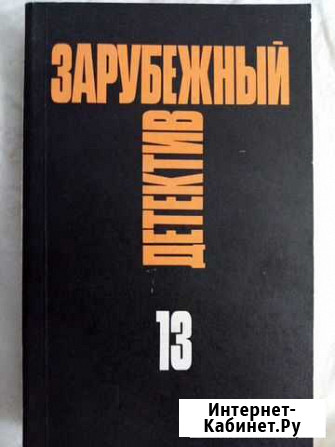 ЗАРУБЕЖНЫЙ
ДЕТЕКТИВ
13
Интернет-
Кабинет.Ру